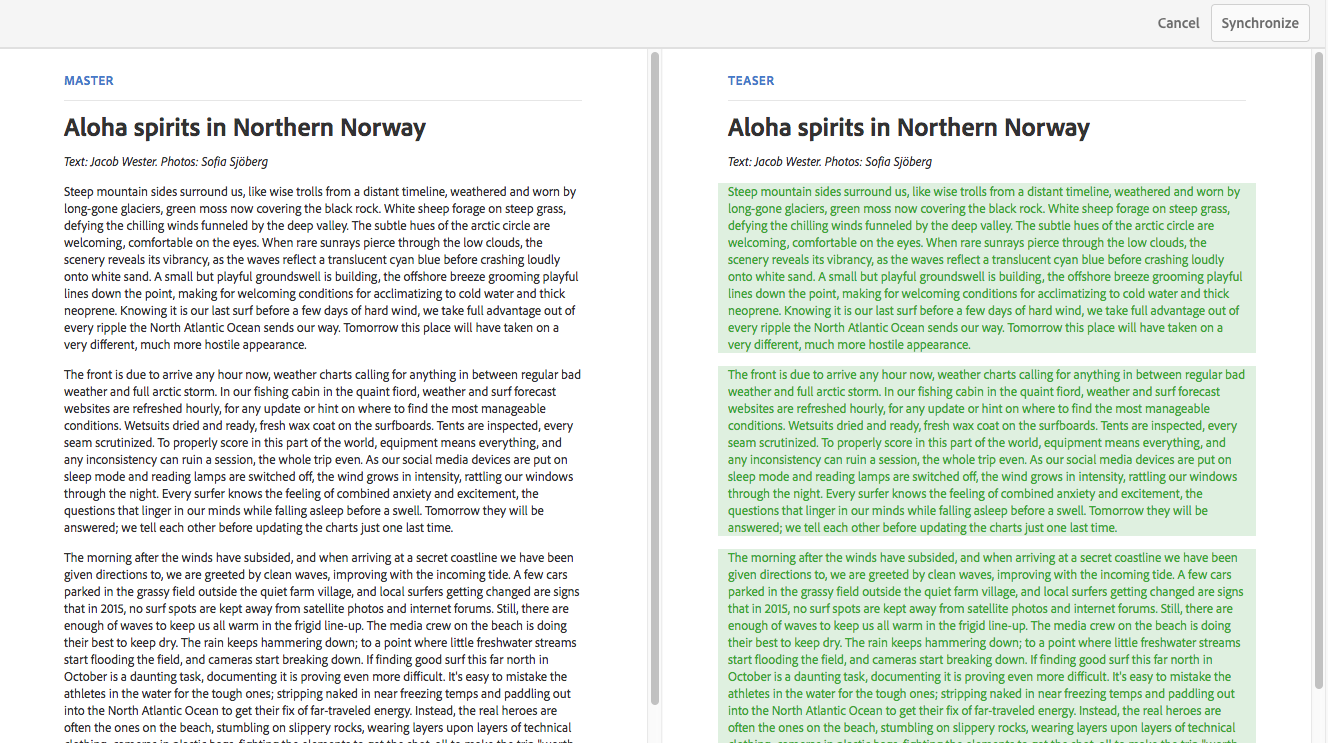 Cancel
Synchronize
MASTER
Aloha spirits in Northern Norway
Text: Jacob Wester. Photos: Sofia Sjöberg
Steep mountain sides surround us, like wise trolls from a distant timeline, weathered and worn by
long-gone glaciers, green moss now covering the black rock. White sheep forage on steep grass,
defying the chilling winds funneled by the deep valley. The subtle hues of the arctic circle are
welcoming, comfortable on the eyes. When rare sunrays pierce through the low clouds, the
scenery reveals its vibrancy, as the waves reflect a translucent cyan blue before crashing loudly
onto white sand. A small but playful groundswell is building, the offshore breeze grooming playful
lines down the point, making for welcoming conditions for acclimatizing to cold water and thick
neoprene. Knowing it is our last surf before a few days of hard wind, we take full advantage out of
every ripple the North Atlantic Ocean sends our way. Tomorrow this place will have taken on a
very different, much more hostile appearance.
The front is due to arrive any hour now, weather charts calling for anything in between regular bad
weather and full arctic storm. In our fishing cabin in the quaint fiord, weather and surf forecast
websites are refreshed hourly, for any update or hint on where to find the most manageable
conditions. Wetsuits dried and ready, fresh wax coat on the surfboards. Tents are inspected, every
seam scrutinized. To properly score in this part of the world, equipment means everything, and
any inconsistency can ruin a session, the whole trip even. As our social media devices are put on
sleep mode and reading lamps are switched off, the wind grows in intensity, rattling our windows
through the night. Every surfer knows the feeling of combined anxiety and excitement, the
questions that linger in our minds while falling asleep before a swell. Tomorrow they will be
answered; we tell each other before updating the charts just one last time.
The morning after the winds have subsided, and when arriving at a secret coastline we have been
given directions to, we are greeted by clean waves, improving with the incoming tide. A few cars
parked in the grassy field outside the quiet farm village, and local surfers getting changed are signs
that in 2015, no surf spots are kept away from satellite photos and internet forums. Still, there are
enough of waves to keep us all warm in the frigid line-up. The media crew on the beach is doing
their best to keep dry. The rain keeps hammering down; to a point where little freshwater streams
start flooding the field, and cameras start breaking down. If finding good surf this far north in
October is a daunting task, documenting it is proving even more difficult. It's easy to mistake the
athletes in the water for the tough ones; stripping naked in near freezing temps and paddling out
into the North Atlantic Ocean to get their fix of far-traveled energy. Instead, the real heroes are
often the ones on the beach, stumbling on slippery rocks, wearing layers upon layers of technical
TEASER
Aloha spirits in Northern Norway
Text: Jacob Wester. Photos: Sofia Sjöberg
Steep mountain sides surround us, like wise trolls from a distant timeline, weathered and worn by
long-gone glaciers, green moss now covering the black rock. White sheep forage on steep grass,
defying the chilling winds funneled by the deep valley. The subtle hues of the arctic circle are
welcoming, comfortable on the eyes. When rare sunrays pierce through the low clouds, the
scenery reveals its vibrancy, as the waves reflect a translucent cyan blue before crashing loudly
onto white sand. A small but playful groundswell is building, the offshore breeze grooming playful
lines down the point, making for welcoming conditions for acclimatizing to cold water and thick
neoprene. Knowing it is our last surf before a few days of hard wind, we take full advantage out of
every ripple the North Atlantic Ocean sends our way. Tomorrow this place will have taken on a
very different, much more hostile appearance.
The front is due to arrive any hour now, weather charts calling for anything in between regular bad
weather and full arctic storm. In our fishing cabin in the quaint fiord, weather and surf forecast
websites are refreshed hourly, for any update or hint on where to find the most manageable
conditions. Wetsuits dried and ready, fresh wax coat on the surfboards. Tents are inspected, every
seam scrutinized. To properly score in this part of the world, equipment means everything, and
any inconsistency can ruin a session, the whole trip even. As our social media devices are put on
sleep mode and reading lamps are switched off, the wind grows in intensity, rattling our windows
through the night. Every surfer knows the feeling of combined anxiety and excitement, the
questions that linger in our minds while falling asleep before a swell. Tomorrow they will be
answered; we tell each other before updating the charts just one last time.
The morning after the winds have subsided, and when arriving at a secret coastline we have been
given directions to, we are greeted by clean waves, improving with the incoming tide. A few cars
parked in the grassy field outside the quiet farm village, and local surfers getting changed are signs
that in 2015, no surf spots are kept away from satellite photos and internet forums. Still, there are
enough of waves to keep us all warm in the frigid line-up. The media crew on the beach is doing
their best to keep dry. The rain keeps hammering down; to a point where little freshwater streams
start flooding the field, and cameras start breaking down. If finding good surf this far north in
October is a daunting task, documenting it is proving even more difficult. It's easy to mistake the
athletes in the water for the tough ones; stripping naked in near freezing temps and paddling out
into the North Atlantic Ocean to get their fix of far-traveled energy. Instead, the real heroes are
often the ones on the beach, stumbling on slippery rocks, wearing layers upon layers of technical